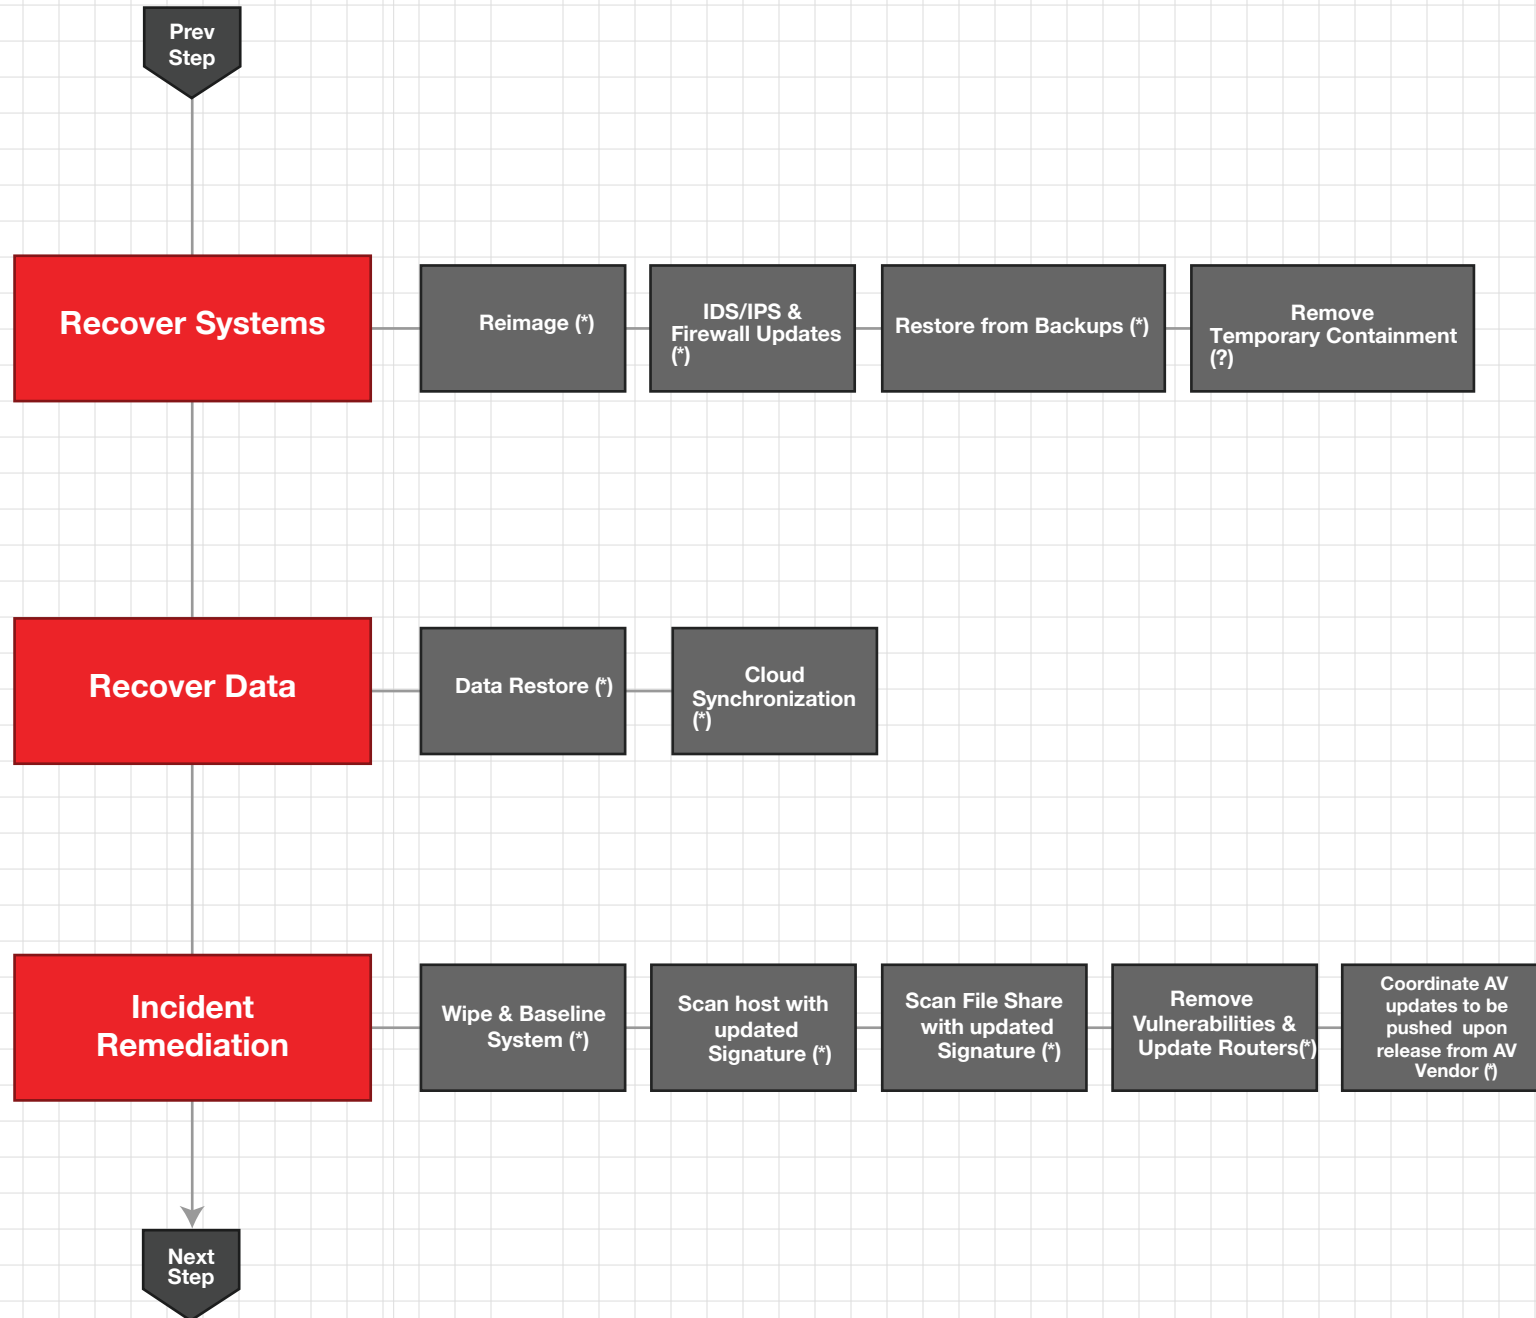 Prev
Step
Recover Systems
Reimage (*)
IDS/IPS &
Firewall Updates
(*)
Restore from Backups (*)
Remove
Temporary Containment
(?)
Recover Data
Data Restore (*)
Cloud
Synchronization
(*)
Incident
Remediation
Wipe & Baseline
System (*)
Scan host with
updated
Signature (*)
Scan File Share
with updated
Signature (*)
Remove
Vulnerabilities &
Update Routers(*)
Coordinate AV
updates to be
pushed upon
release from AV
Vendor (*)
Next
Step